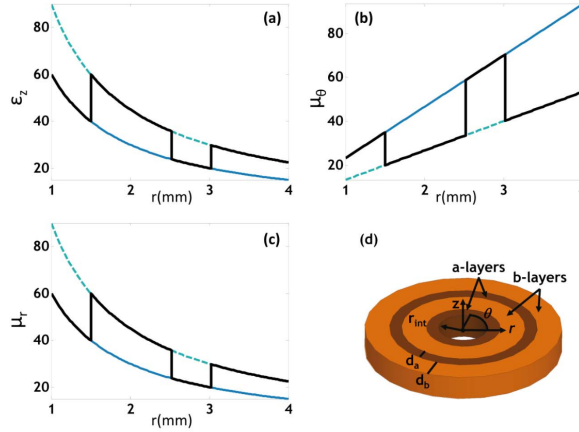 (a)
80
60
40
20
ε_z
1
2
3
4
r(mm)
(b)
80
60
40
20
μ_θ
1
2
3
4
r(mm)
(c)
80
60
40
20
μ_r
1
2
3
4
r(mm)
(d)
a-layers
b-layers
z
θ
r_int
r
d_a
d_b